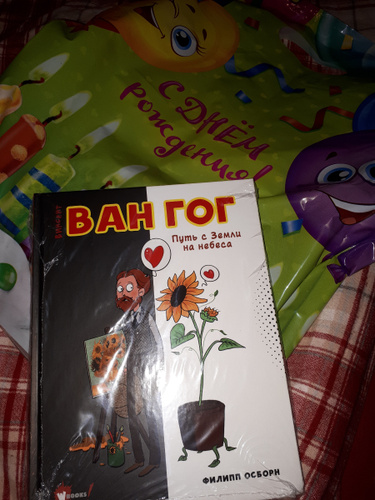 С ДНЁМ
рождения!
ВАН ГОГ
Путь с Земли
на небеса
ФИЛИПП ОСБОРН